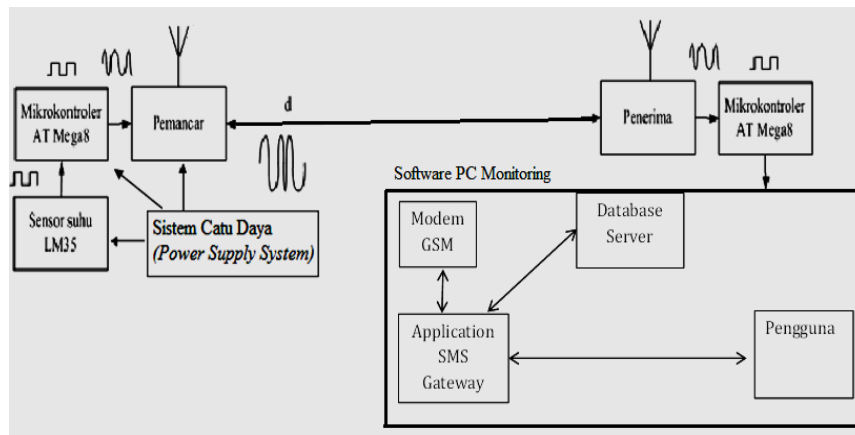 Mikrokontroler
AT Mega8
Pemancar
d
Penerima
Mikrokontroler
AT Mega8
Sensor suhu
LM35
Sistem Catu Daya
(Power Supply System)
Software PC Monitoring
Modem
GSM
Database
Server
Application
SMS
Gateway
Pengguna